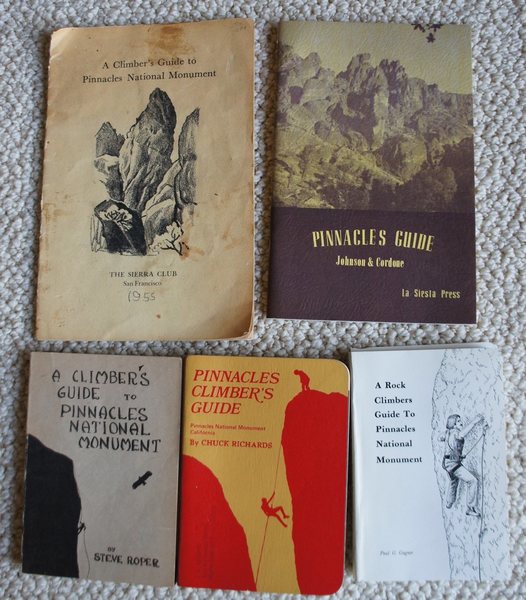 A Climber's Guide to
Pinnacles National Monument
THE SIERRA CLUB
San Francisco
1955
PINNACLES GUIDE
Johnson & Cordone
La Siesta Press
A CLIMBER'S
GUIDE TO
PINNACLES
NATIONAL
MONUMENT
BY
STEVE ROPER
PINNACLES
CLIMBER'S
GUIDE
Pinnacles National Monument
California
By CHUCK RICHARDS
A Rock
Climbers
Guide To
Pinnacles
National
Monument
Paul G. Gagner